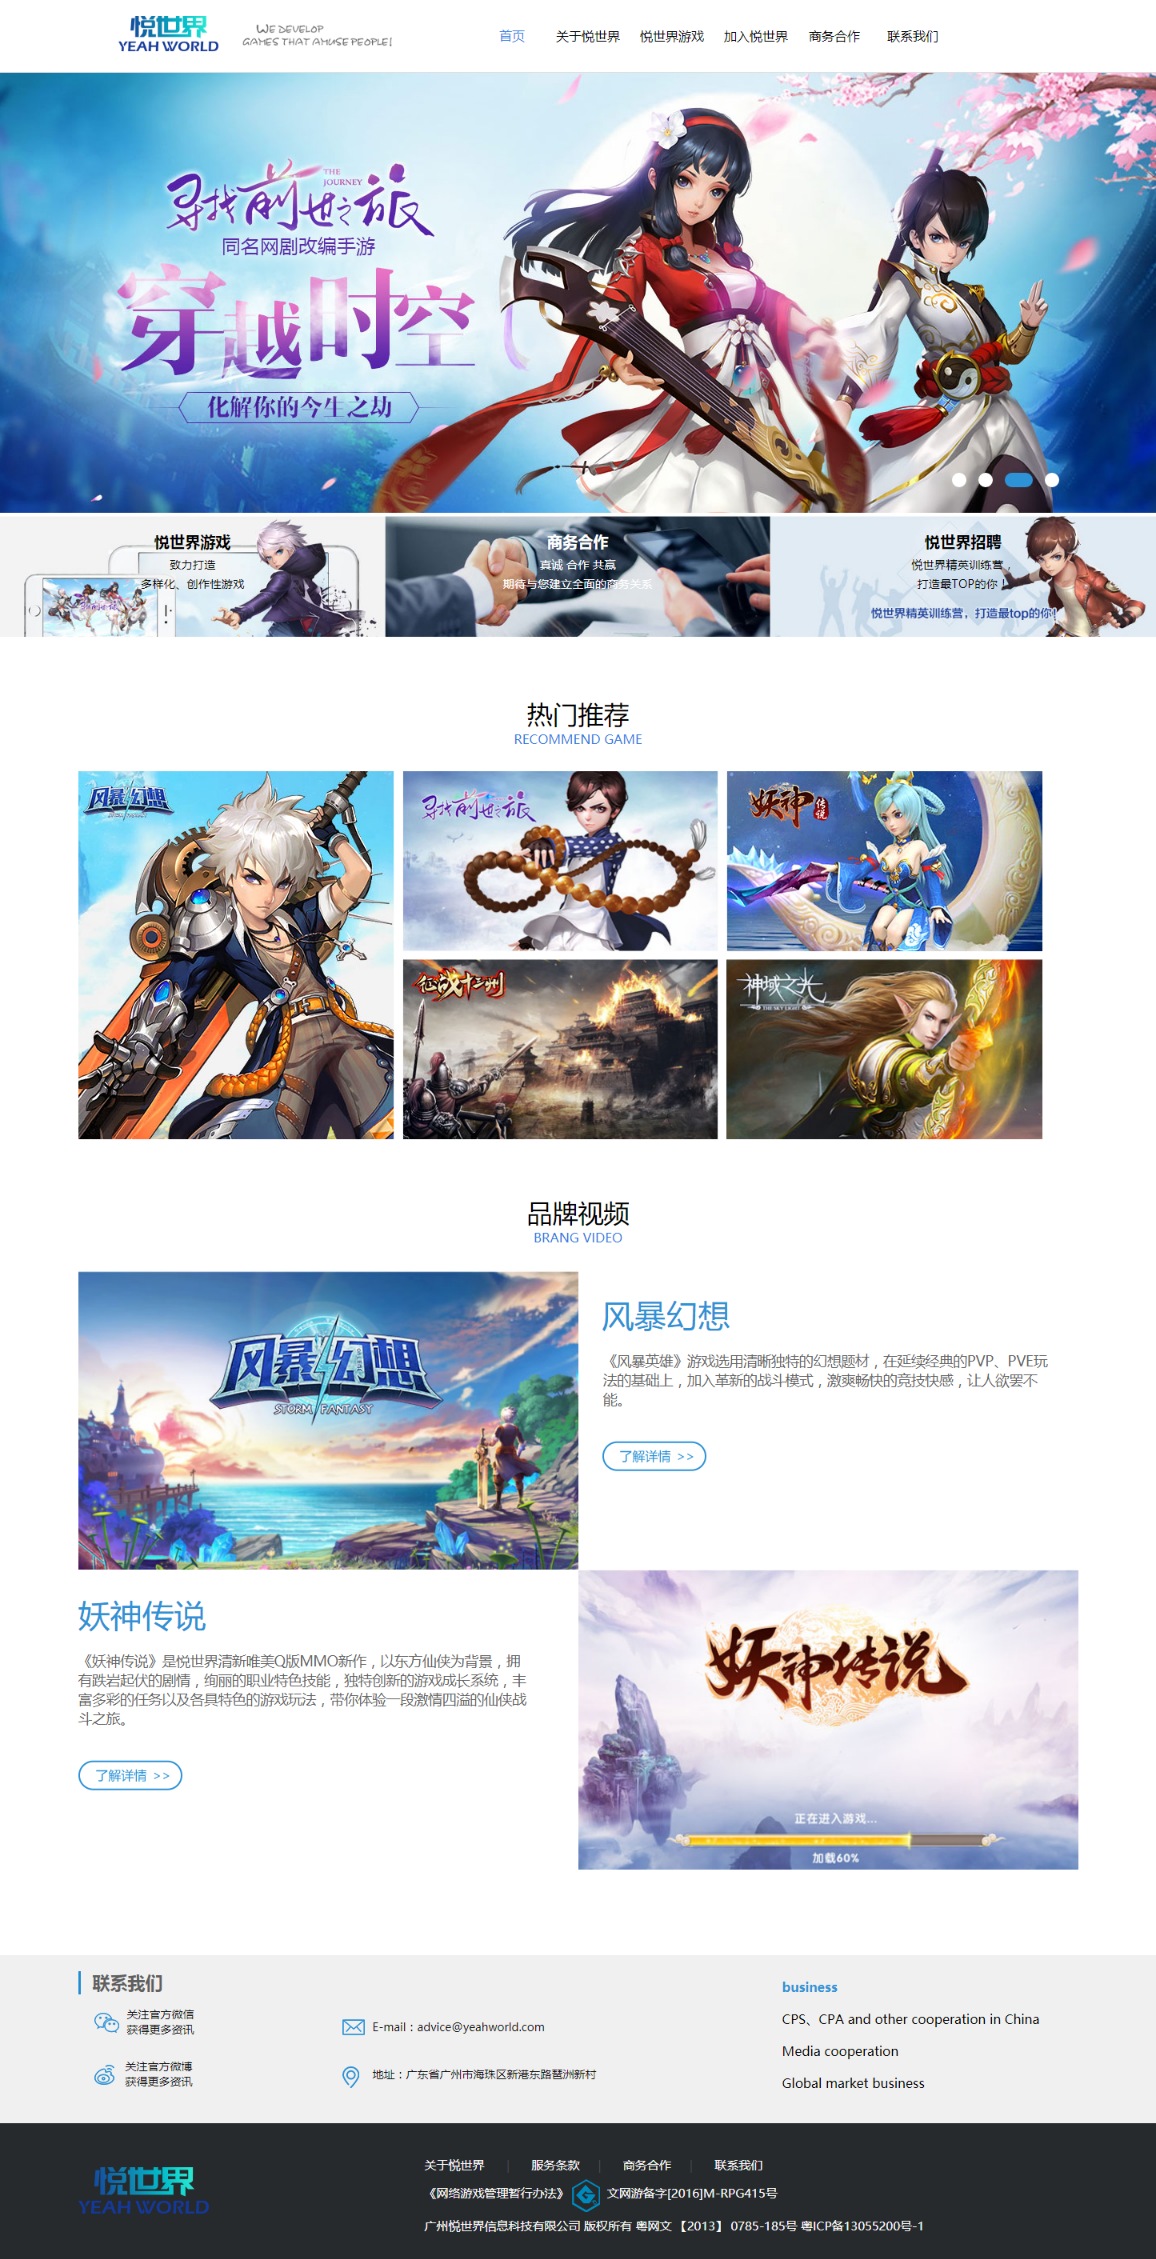 悦世界
YEAH WORLD
WE DEVELOP
GAMES THAT AMUSE PEOPLE!
首页 关于悦世界 悦世界游戏 加入悦世界 商务合作 联系我们
THE
JOURNEY
寻找前世之旅
同名网剧改编手游
穿越时空
化解你的今生之劫
悦世界游戏
致力打造
多样化、创作性游戏
寻找前世之旅
商务合作
真诚 合作 共赢
期待与您建立全面的商务关系
悦世界招聘
悦世界精英训练营，
打造最TOP的你！
悦世界精英训练营，打造最top的你!
热门推荐
RECOMMEND GAME
风暴幻想
寻找前世之旅
妖神传说
征战十二州
神域之光
THE SKY LIGHT
品牌视频
BRANG VIDEO
风暴幻想
STORM FANTASY
风暴幻想
《风暴英雄》游戏选用清晰独特的幻想题材，在延续经典的PVP、PVE玩
法的基础上，加入革新的战斗模式，激爽畅快的竞技快感，让人欲罢不
能。
了解详情 >>
妖神传说
《妖神传说》是悦世界清新唯美Q版MMO新作，以东方仙侠为背景，拥
有跌岩起伏的剧情，绚丽的职业特色技能，独特创新的游戏成长系统，丰
富多彩的任务以及各具特色的游戏玩法，带你体验一段激情四溢的仙侠战
斗之旅。
了解详情 >>
妖神传说
正在进入游戏...
加载60%
联系我们
关注官方微信
获得更多资讯
关注官方微博
获得更多资讯
E-mail：advice@yeahworld.com
地址：广东省广州市海珠区新港东路琶洲新村
business
CPS、CPA and other cooperation in China
Media cooperation
Global market business
悦世界
YEAH WORLD
关于悦世界 | 服务条款 | 商务合作 | 联系我们
《网络游戏管理暂行办法》 文网游备字[2016]M-RPG415号
广州悦世界信息科技有限公司 版权所有 粤网文 【2013】 0785-185号 粤ICP备13055200号-1